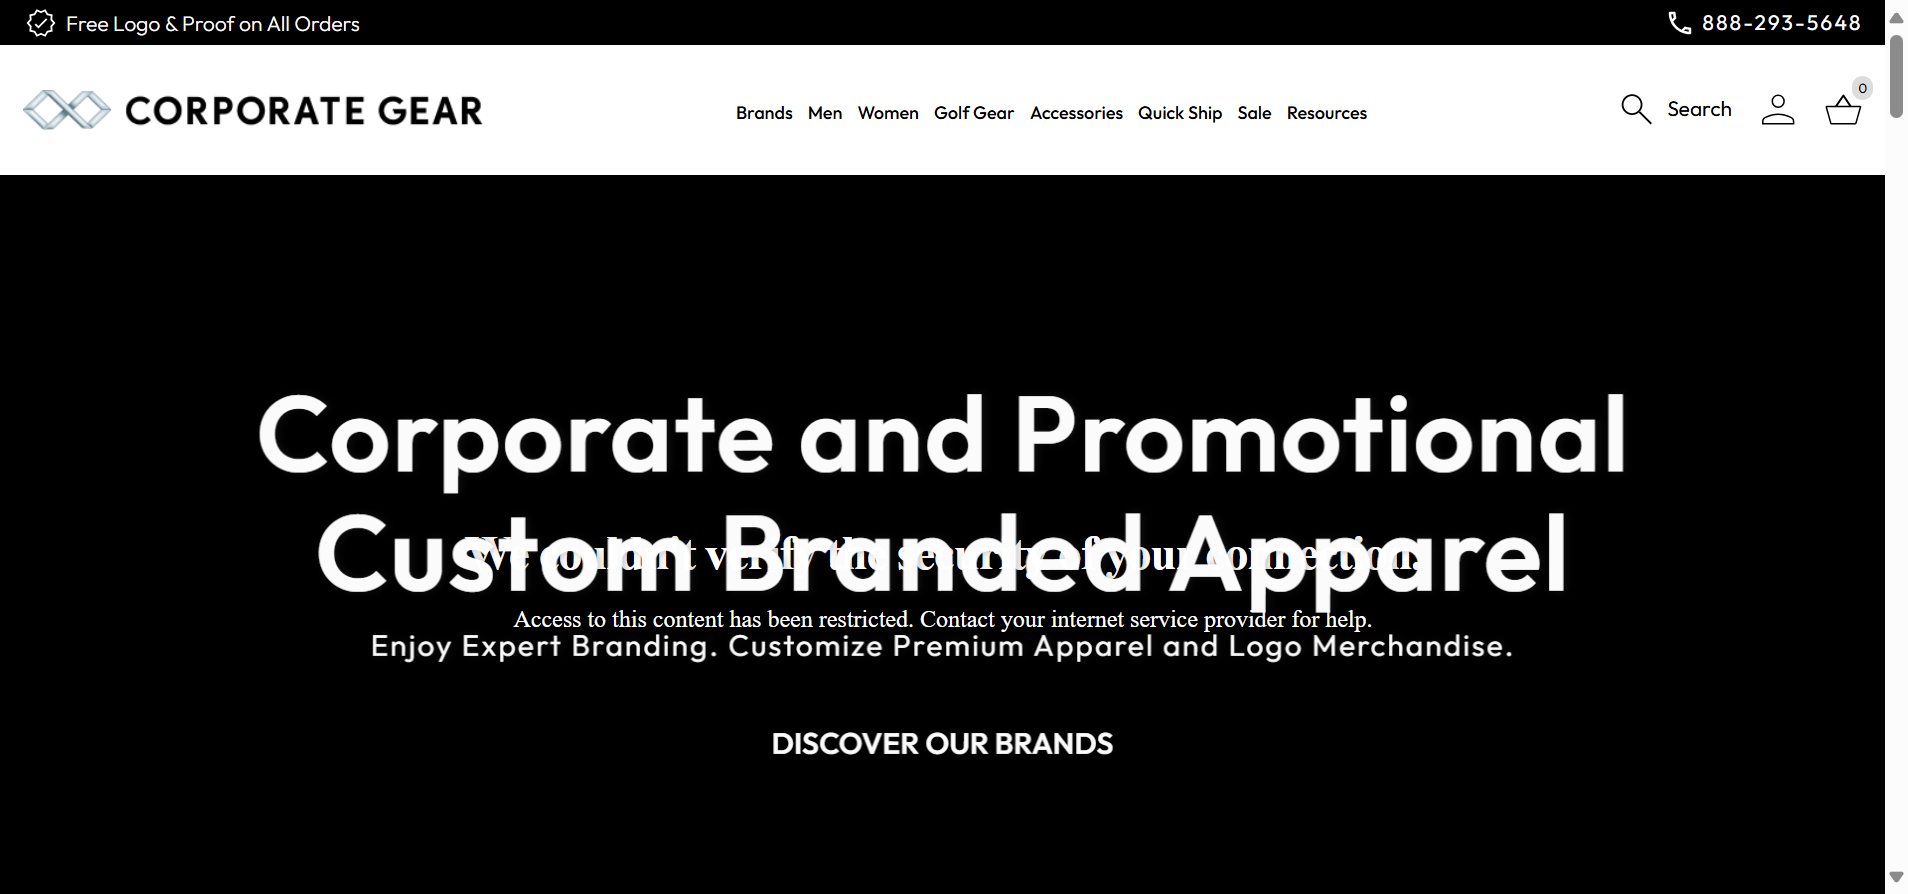 Free Logo & Proof on All Orders
888-293-5648
CORPORATE GEAR
Brands Men Women Golf Gear Accessories Quick Ship Sale Resources
Search
0
Corporate and Promotional
Custom Branded Apparel
We couldn't verify the security of your connection.
Access to this content has been restricted. Contact your internet service provider for help.
Enjoy Expert Branding. Customize Premium Apparel and Logo Merchandise.
DISCOVER OUR BRANDS